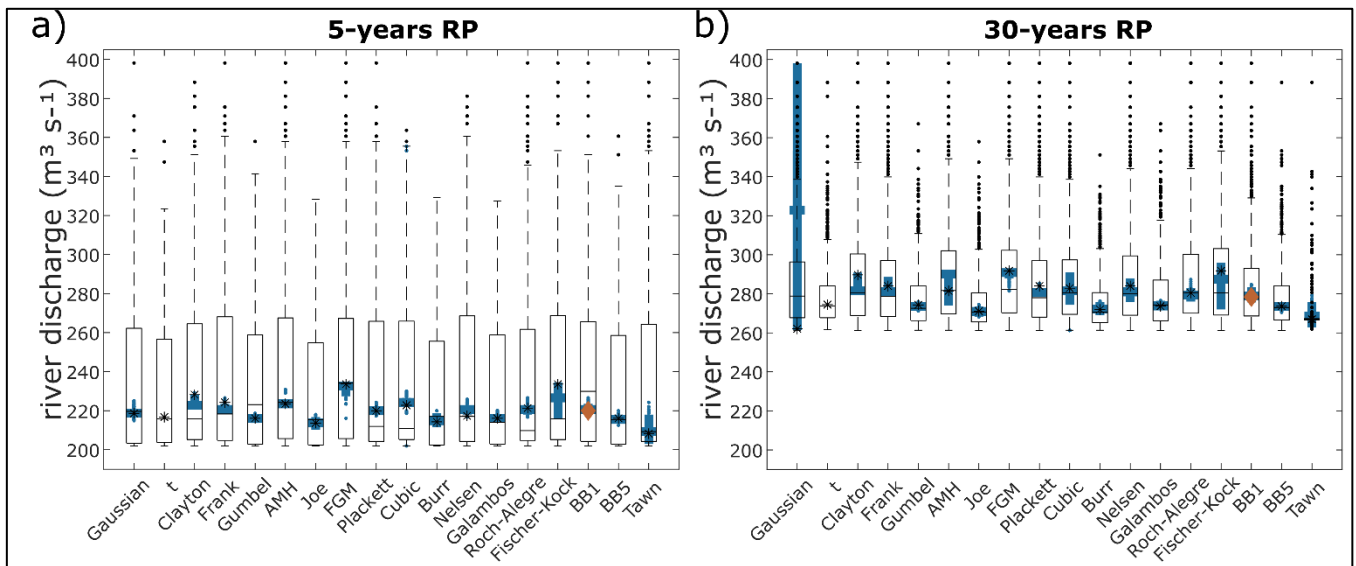 a)
5-years RP
river discharge (m³ s-¹)
400
380
360
340
320
300
280
260
240
220
200
Gaussian
t
Clayton
Frank
Gumbel
AMH
Joe
FGM
Plackett
Cubic
Burr
Nelsen
Galambos
Roch-Alegre
Fischer-Kock
BB1
BB5
Tawn
b)
30-years RP
river discharge (m³ s-¹)
400
380
360
340
320
300
280
260
240
220
200
Gaussian
t
Clayton
Frank
Gumbel
AMH
Joe
FGM
Plackett
Cubic
Burr
Nelsen
Galambos
Roch-Alegre
Fischer-Kock
BB1
BB5
Tawn